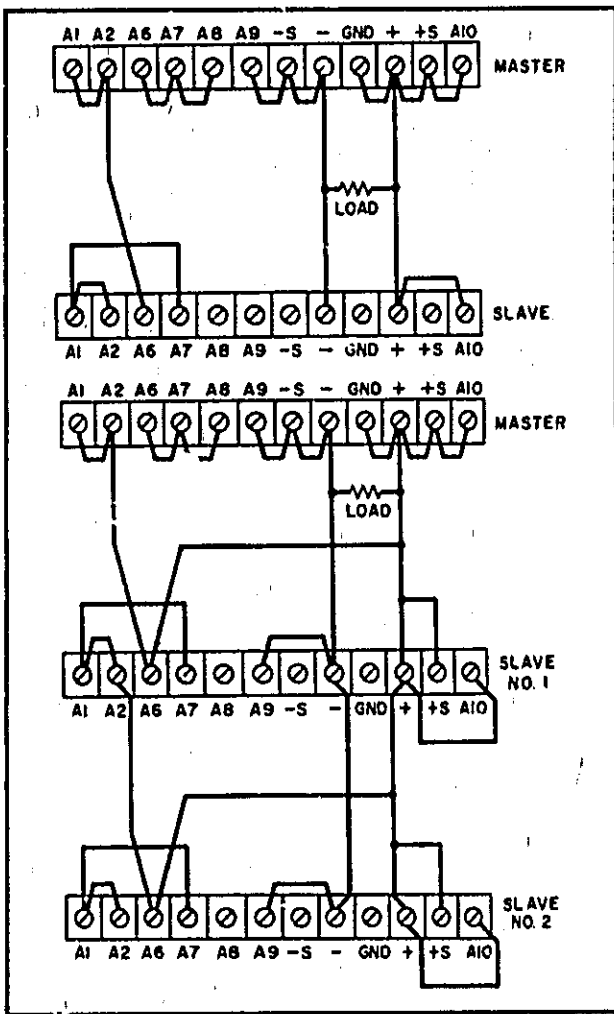 A1 A2 A6 A7 A8 A9 -S - GND + +S A10
MASTER
LOAD
SLAVE
A1 A2 A6 A7 A8 A9 -S - GND + +S A10
A1 A2 A6 A7 A8 A9 -S - GND + +S A10
MASTER
LOAD
SLAVE
NO. 1
A1 A2 A6 A7 A8 A9 -S - GND + +S A10
SLAVE
NO. 2
A1 A2 A6 A7 A8 A9 -S - GND + +S A10